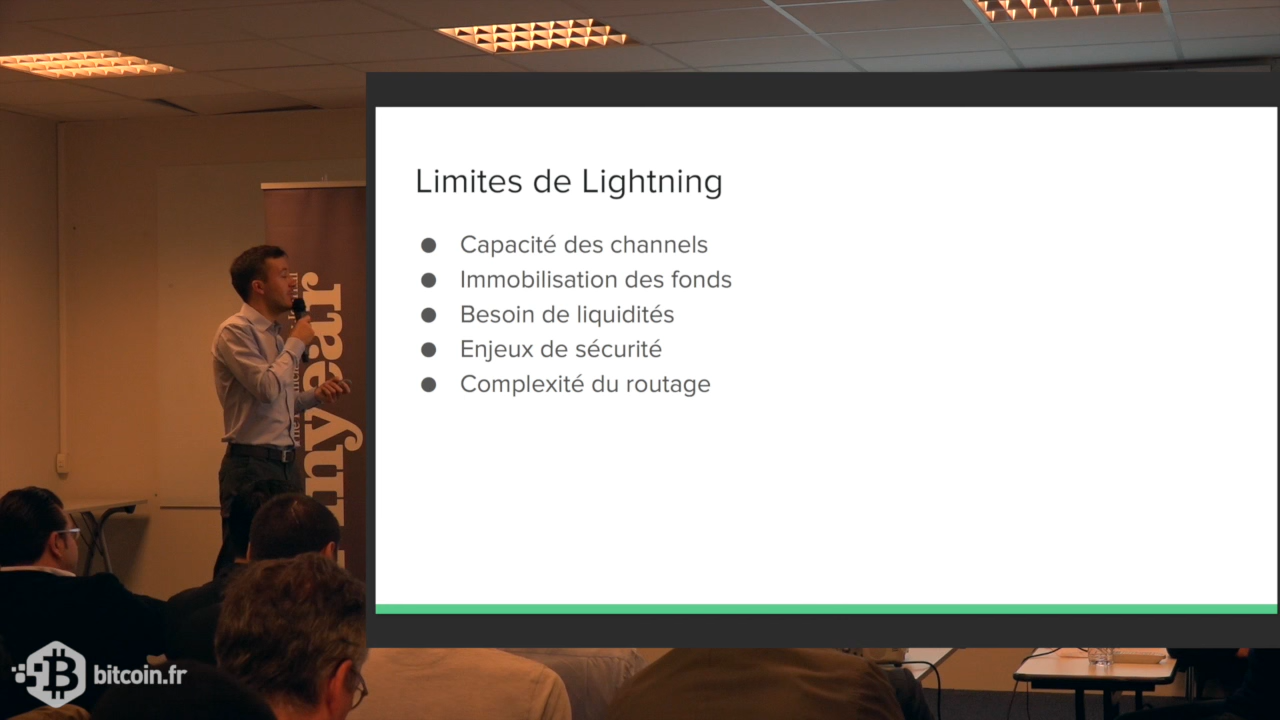 Limites de Lightning
● Capacité des channels
● Immobilisation des fonds
● Besoin de liquidités
● Enjeux de sécurité
● Complexité du routage
bitcoin.fr